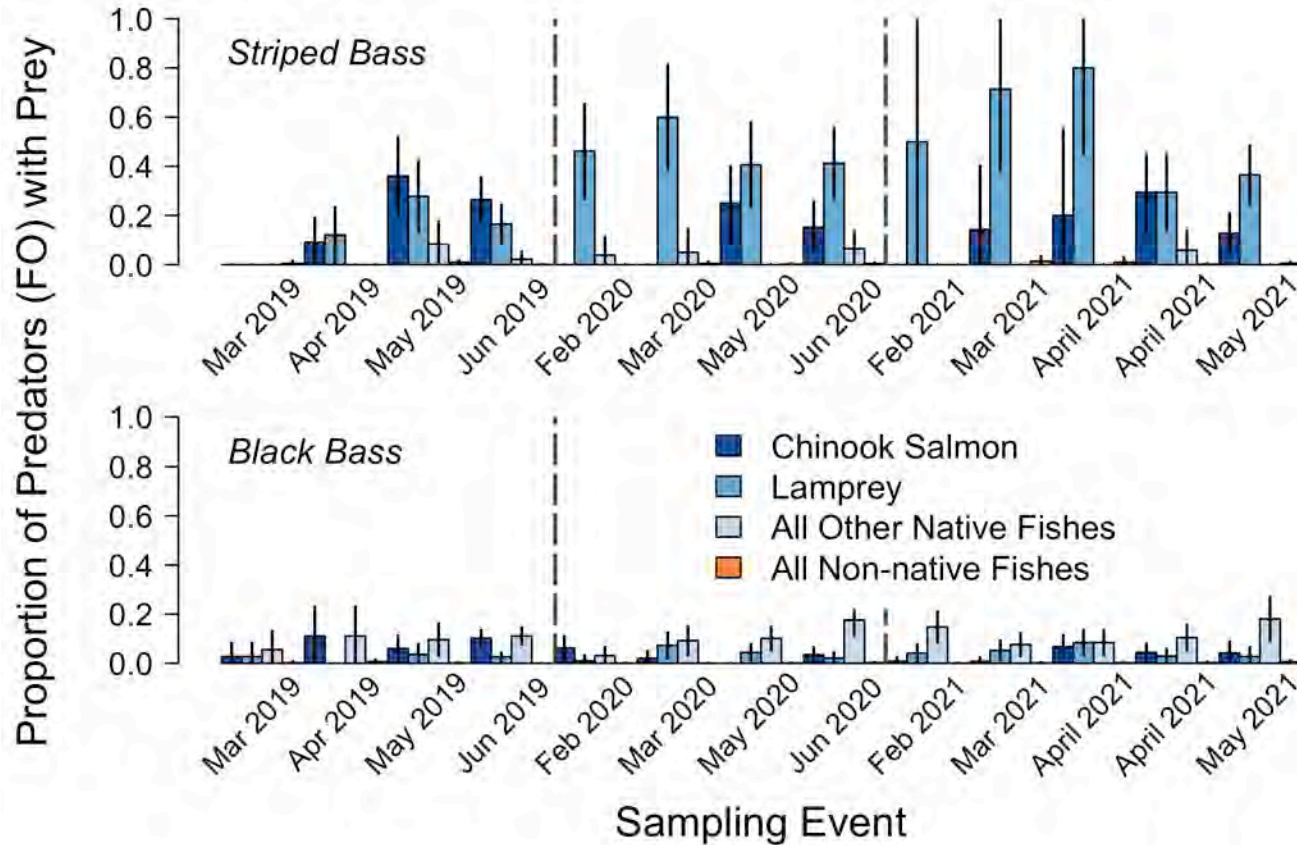 Proportion of Predators (FO) with Prey
1.0
0.8
0.6
0.4
0.2
0.0
Striped Bass
Mar 2019
Apr 2019
May 2019
Jun 2019
Feb 2020
Mar 2020
May 2020
Jun 2020
Feb 2021
Mar 2021
April 2021
April 2021
May 2021
1.0
0.8
0.6
0.4
0.2
0.0
Black Bass
Chinook Salmon
Lamprey
All Other Native Fishes
All Non-native Fishes
Mar 2019
Apr 2019
May 2019
Jun 2019
Feb 2020
Mar 2020
May 2020
Jun 2020
Feb 2021
Mar 2021
April 2021
April 2021
May 2021
Sampling Event